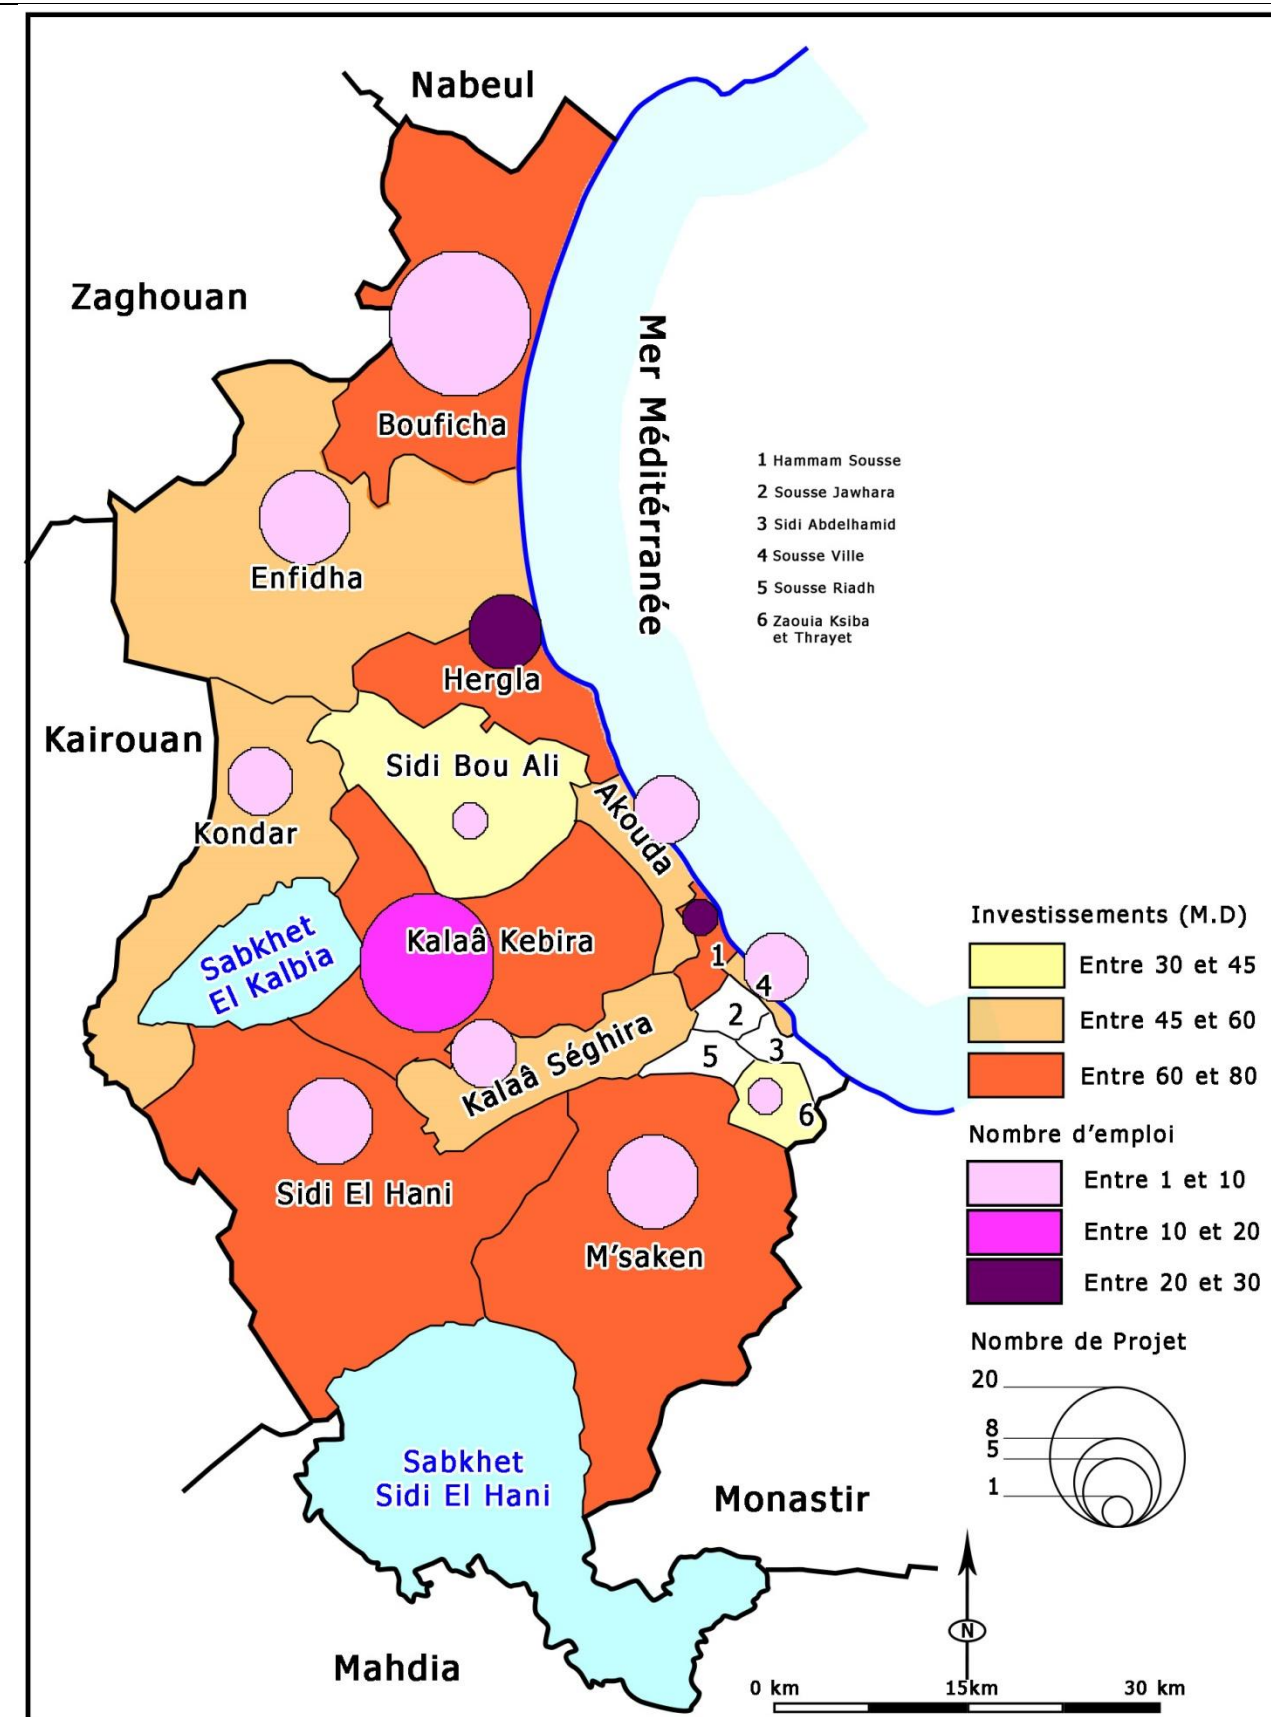 Nabeul
Zaghouan
Mer Méditérranée
Bouficha
1 Hammam Sousse
2 Sousse Jawhara
3 Sidi Abdelhamid
4 Sousse Ville
5 Sousse Riadh
6 Zaouia Ksiba
et Thrayet
Enfidha
Hergla
Kairouan
Sidi Bou Ali
Akouda
Kondar
Kalaâ Kebira
Sabkhet
El Kalbia
1
4
2
3
5
6
Kalaâ Séghira
Sidi El Hani
M'saken
Investissements (M.D)
Entre 30 et 45
Entre 45 et 60
Entre 60 et 80
Nombre d'emploi
Entre 1 et 10
Entre 10 et 20
Entre 20 et 30
Nombre de Projet
20
8
5
1
Sabkhet
Sidi El Hani
Monastir
N
Mahdia
0 km 15km 30 km